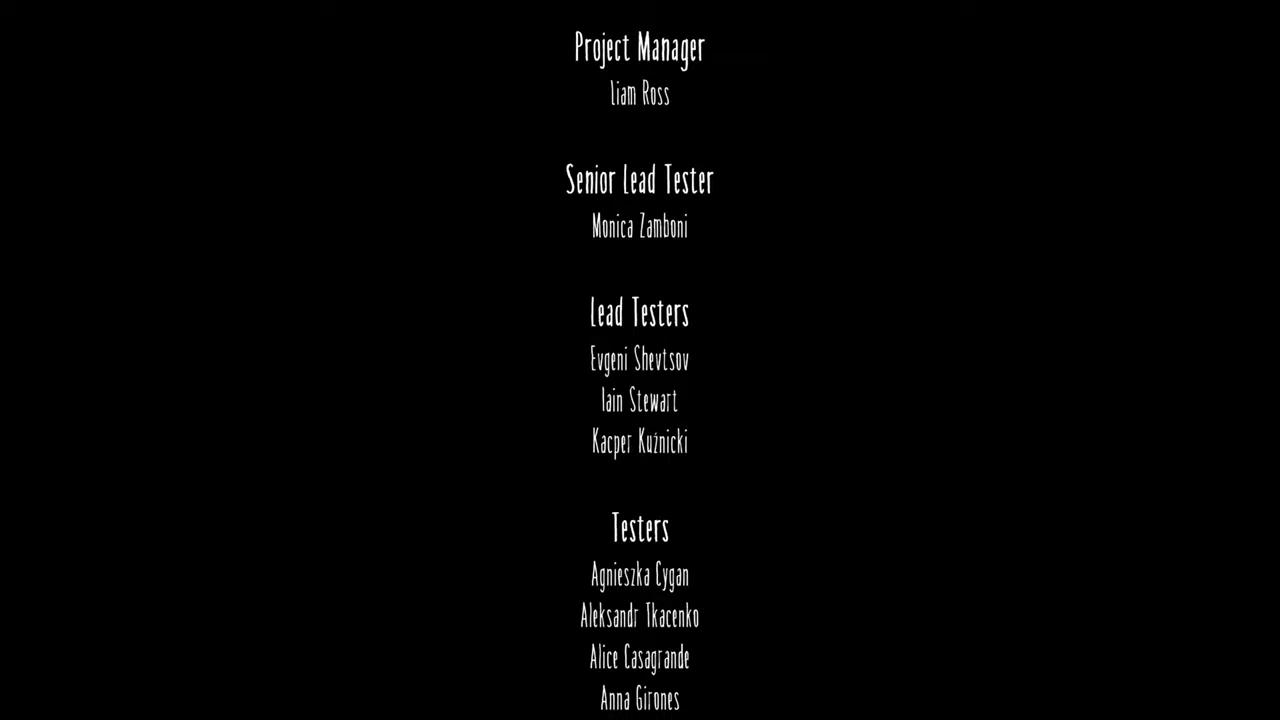 Project Manager
Liam Ross
Senior Lead Tester
Monica Zamboni
Lead Testers
Evgeni Shevtsov
Iain Stewart
Kacper Kuźnicki
Testers
Agnieszka Cygan
Aleksandr Tkacenko
Alice Casagrande
Anna Girones